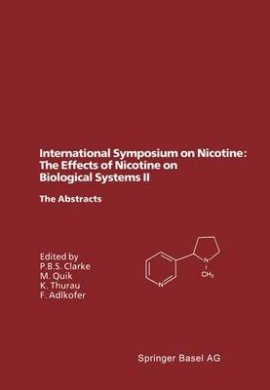 International Symposium on Nicotine:
The Effects of Nicotine on
Biological Systems II
The Abstracts
Edited by
P.B.S. Clarke
M. Quik
K. Thurau
F. Adlkofer
N
N
CH₃
Springer Basel AG